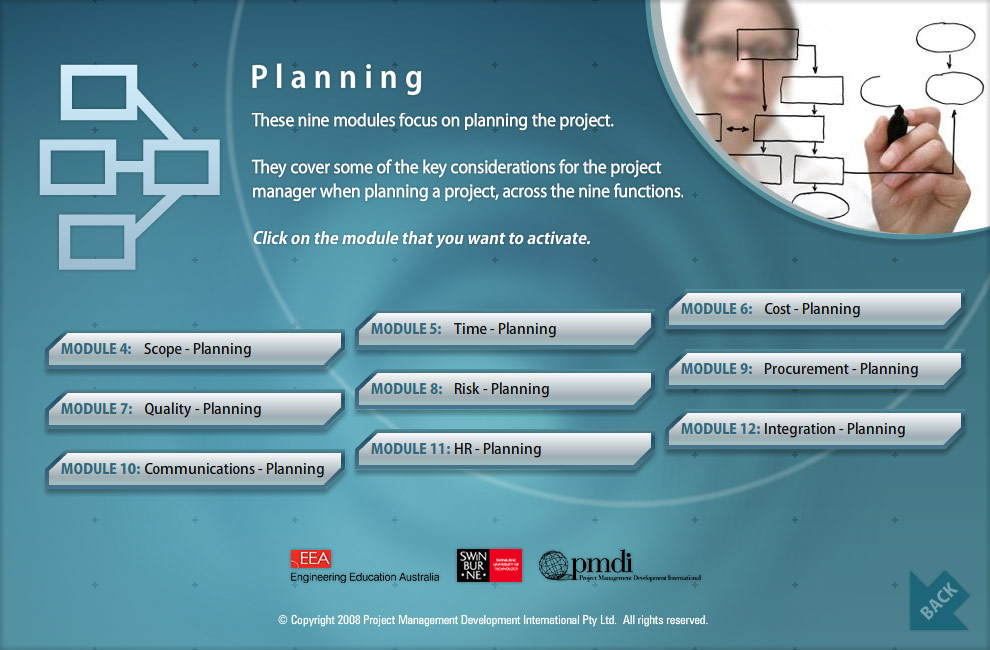 Planning
These nine modules focus on planning the project.
They cover some of the key considerations for the project
manager when planning a project, across the nine functions.
Click on the module that you want to activate.
MODULE 4: Scope - Planning
MODULE 5: Time - Planning
MODULE 6: Cost - Planning
MODULE 7: Quality - Planning
MODULE 8: Risk - Planning
MODULE 9: Procurement - Planning
MODULE 10: Communications - Planning
MODULE 11: HR - Planning
MODULE 12: Integration - Planning
EEA
Engineering Education Australia
SWIN
BUR
NE
SWINBURNE
UNIVERSITY OF
TECHNOLOGY
pmdi
Project Management Development International
© Copyright 2008 Project Management Development International Pty Ltd. All rights reserved.
BACK